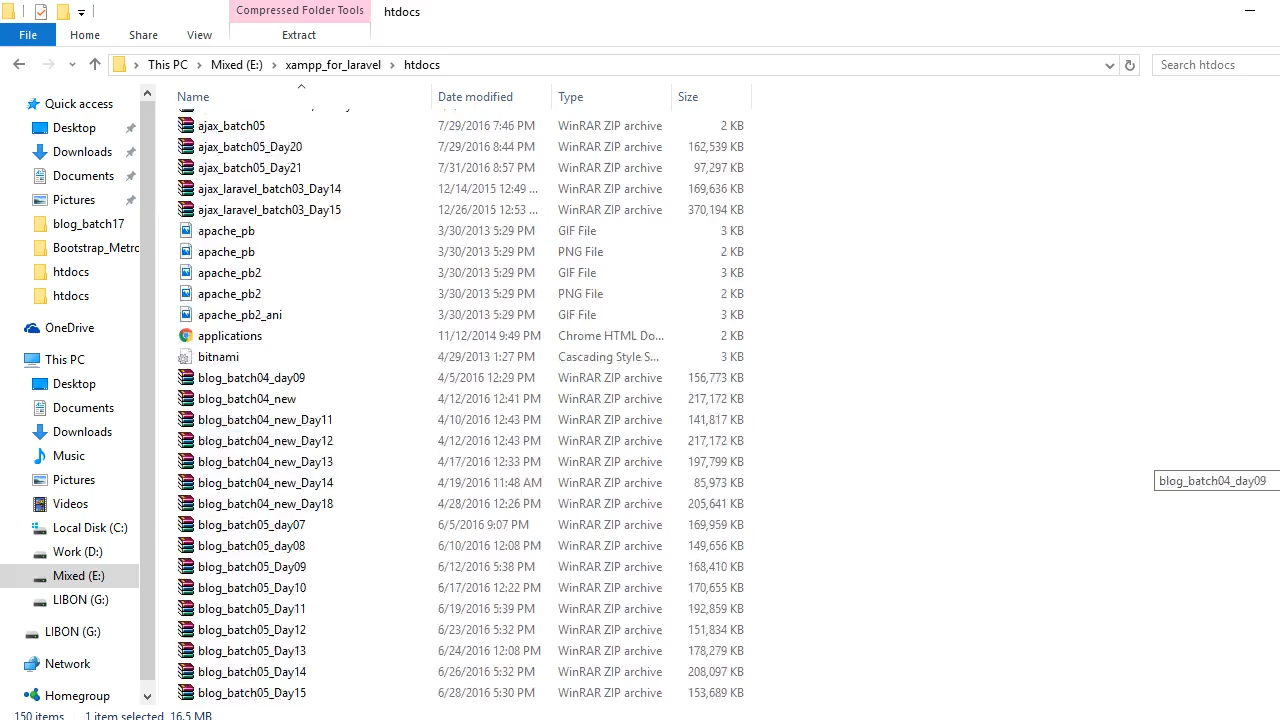 Compressed Folder Tools
htdocs
File
Home
Share
View
Extract
This PC
Mixed (E:)
xampp_for_laravel
htdocs
Search htdocs
Name
Date modified
Type
Size
Quick access
Desktop
Downloads
Documents
Pictures
blog_batch17
Bootstrap_Metro
htdocs
htdocs
OneDrive
This PC
Desktop
Documents
Downloads
Music
Pictures
Videos
Local Disk (C:)
Work (D:)
Mixed (E:)
LIBON (G:)
LIBON (G:)
Network
Homegroup
ajax_batch05 7/29/2016 7:46 PM WinRAR ZIP archive 2 KB
ajax_batch05_Day20 7/29/2016 8:44 PM WinRAR ZIP archive 162,539 KB
ajax_batch05_Day21 7/31/2016 8:57 PM WinRAR ZIP archive 97,297 KB
ajax_laravel_batch03_Day14 12/14/2015 12:49 ... WinRAR ZIP archive 169,636 KB
ajax_laravel_batch03_Day15 12/26/2015 12:53 ... WinRAR ZIP archive 370,194 KB
apache_pb 3/30/2013 5:29 PM GIF File 3 KB
apache_pb 3/30/2013 5:29 PM PNG File 2 KB
apache_pb2 3/30/2013 5:29 PM GIF File 3 KB
apache_pb2 3/30/2013 5:29 PM PNG File 2 KB
apache_pb2_ani 3/30/2013 5:29 PM GIF File 3 KB
applications 11/12/2014 9:49 PM Chrome HTML Do... 2 KB
bitnami 4/29/2013 1:27 PM Cascading Style S... 3 KB
blog_batch04_day09 4/5/2016 12:29 PM WinRAR ZIP archive 156,773 KB
blog_batch04_new 4/12/2016 12:41 PM WinRAR ZIP archive 217,172 KB
blog_batch04_new_Day11 4/10/2016 12:43 PM WinRAR ZIP archive 141,817 KB
blog_batch04_new_Day12 4/12/2016 12:43 PM WinRAR ZIP archive 217,172 KB
blog_batch04_new_Day13 4/17/2016 12:33 PM WinRAR ZIP archive 197,799 KB
blog_batch04_new_Day14 4/19/2016 11:48 AM WinRAR ZIP archive 85,973 KB
blog_batch04_new_Day18 4/28/2016 12:26 PM WinRAR ZIP archive 205,641 KB
blog_batch05_day07 6/5/2016 9:07 PM WinRAR ZIP archive 169,959 KB
blog_batch05_day08 6/10/2016 12:08 PM WinRAR ZIP archive 149,656 KB
blog_batch05_Day09 6/12/2016 5:38 PM WinRAR ZIP archive 168,410 KB
blog_batch05_Day10 6/17/2016 12:22 PM WinRAR ZIP archive 170,655 KB
blog_batch05_Day11 6/19/2016 5:39 PM WinRAR ZIP archive 192,859 KB
blog_batch05_Day12 6/23/2016 5:32 PM WinRAR ZIP archive 151,834 KB
blog_batch05_Day13 6/24/2016 12:08 PM WinRAR ZIP archive 178,279 KB
blog_batch05_Day14 6/26/2016 5:32 PM WinRAR ZIP archive 208,097 KB
blog_batch05_Day15 6/28/2016 5:30 PM WinRAR ZIP archive 153,689 KB
blog_batch04_day09
150 items
1 item selected 16.5 MB